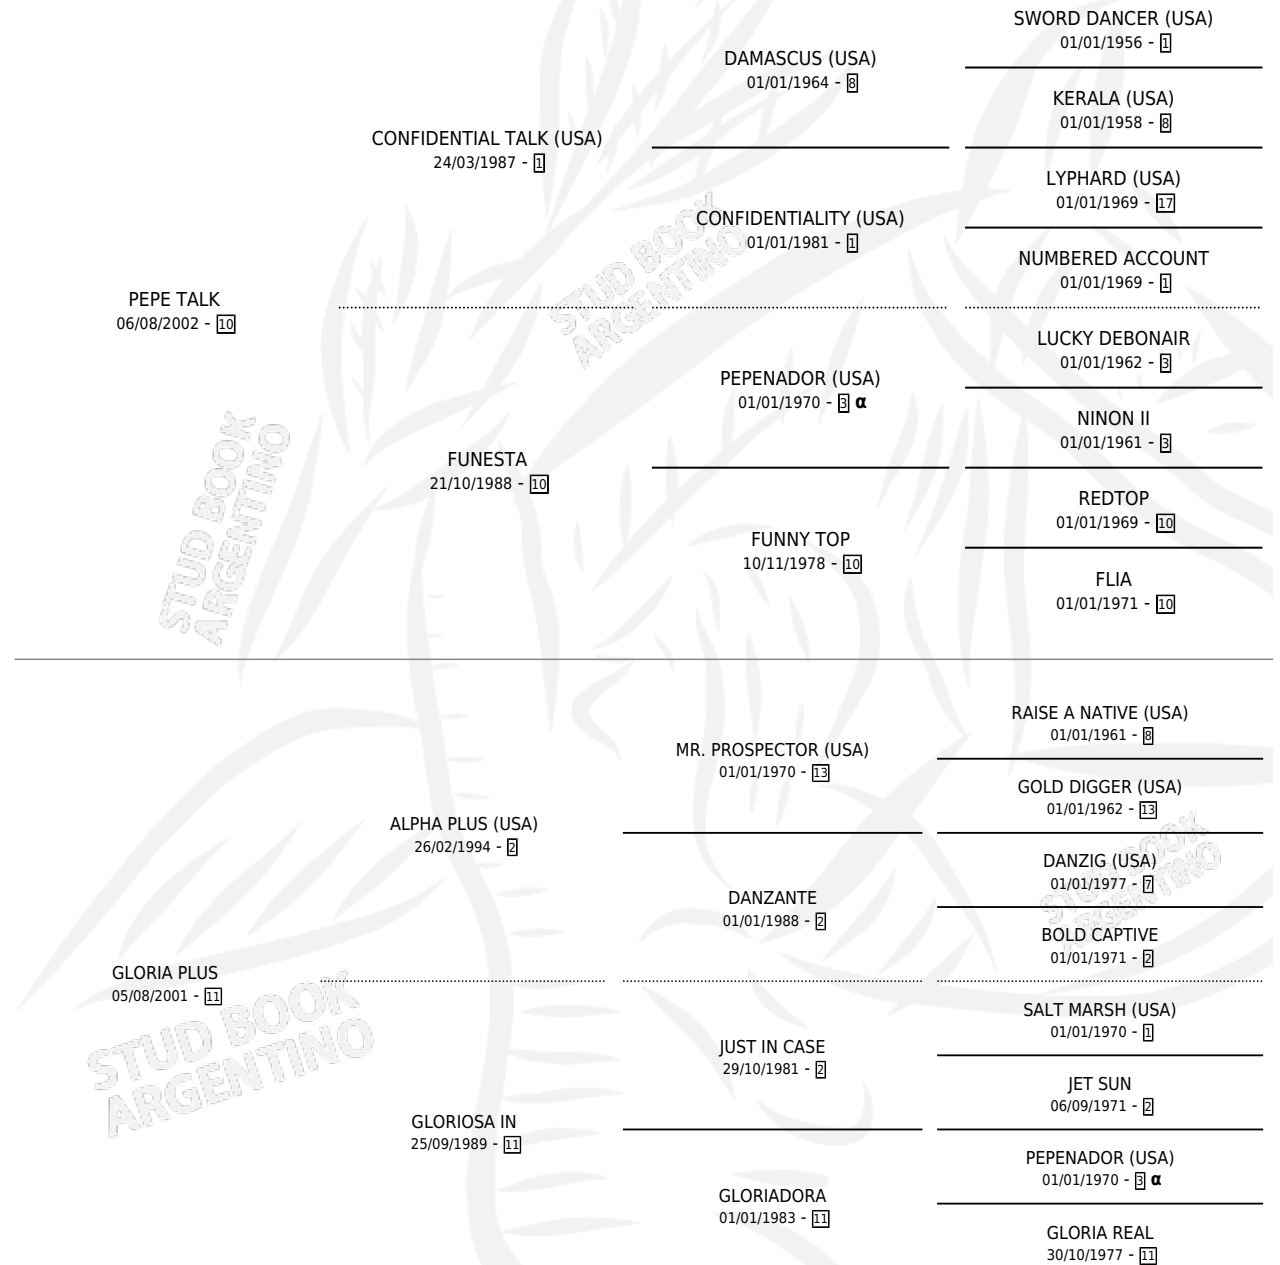 SWORD DANCER (USA)
01/01/1956 - 1
DAMASCUS (USA)
01/01/1964 - 8
KERALA (USA)
01/01/1958 - 8
CONFIDENTIAL TALK (USA)
24/03/1987 - 1
LYPHARD (USA)
01/01/1969 - 17
CONFIDENTIALITY (USA)
01/01/1981 - 1
NUMBERED ACCOUNT
01/01/1969 - 1
PEPE TALK
06/08/2002 - 10
LUCKY DEBONAIR
01/01/1962 - 3
PEPENADOR (USA)
01/01/1970 - 3 α
NINON II
01/01/1961 - 3
FUNESTA
21/10/1988 - 10
REDTOP
01/01/1969 - 10
FUNNY TOP
10/11/1978 - 10
FLIA
01/01/1971 - 10
STUD BOOK
ARGENTINO
STUD BOOK
ARGENTINO
RAISE A NATIVE (USA)
01/01/1961 - 8
MR. PROSPECTOR (USA)
01/01/1970 - 13
GOLD DIGGER (USA)
01/01/1962 - 13
ALPHA PLUS (USA)
26/02/1994 - 2
DANZIG (USA)
01/01/1977 - 7
DANZANTE
01/01/1988 - 2
BOLD CAPTIVE
01/01/1971 - 2
GLORIA PLUS
05/08/2001 - 11
SALT MARSH (USA)
01/01/1970 - 1
JUST IN CASE
29/10/1981 - 2
JET SUN
06/09/1971 - 2
GLORIOSA IN
25/09/1989 - 11
PEPENADOR (USA)
01/01/1970 - 3 α
GLORIADORA
01/01/1983 - 11
GLORIA REAL
30/10/1977 - 11
STUD BOOK
ARGENTINO
STUD BOOK
ARGENTINO